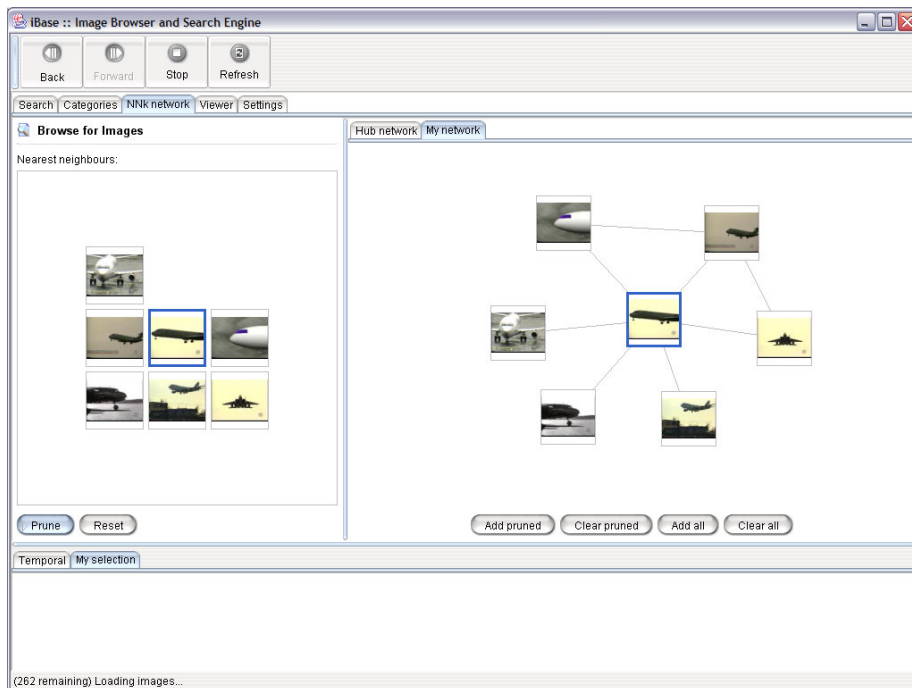 iBase :: Image Browser and Search Engine
Back Forward Stop Refresh
Search Categories NNk network Viewer Settings
Browse for Images
Nearest neighbours:
Prune Reset
Hub network My network
Add pruned Clear pruned Add all Clear all
Temporal My selection
(262 remaining) Loading images...